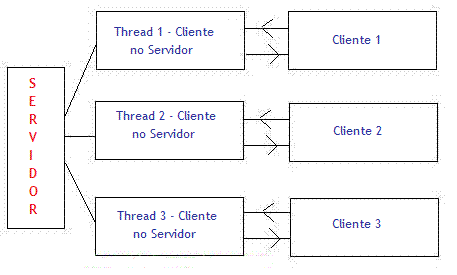 SERVIDOR
Thread 1 - Cliente
no Servidor
Cliente 1
Thread 2 - Cliente
no Servidor
Cliente 2
Thread 3 - Cliente
no Servidor
Cliente 3